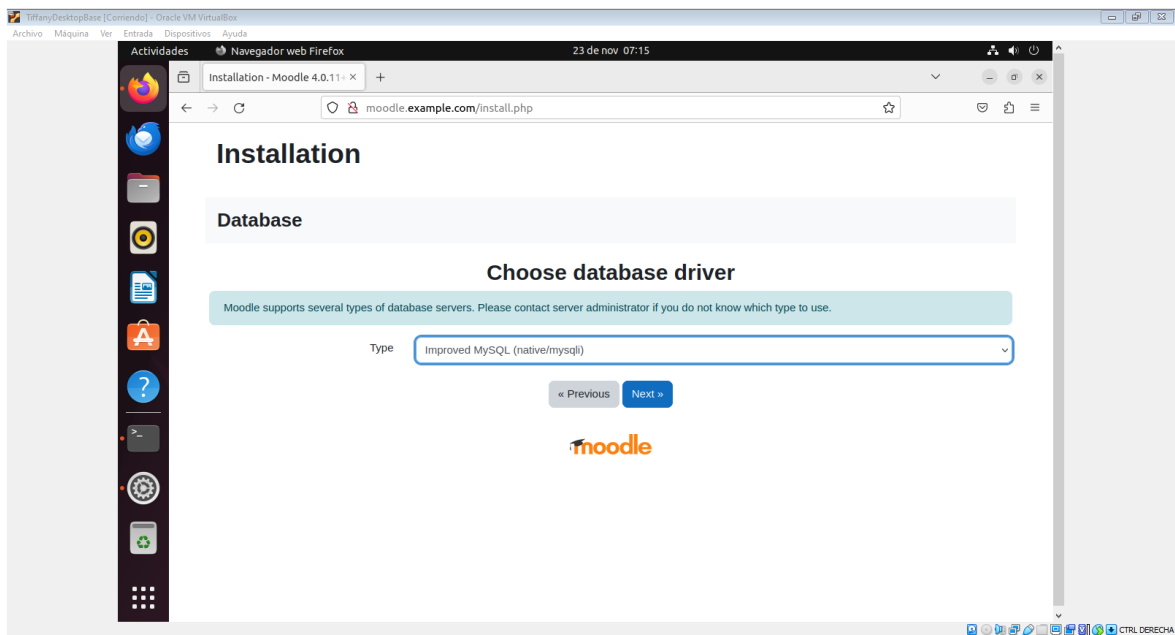 TiffanyDesktopBase [Corriendo] - Oracle VM VirtualBox
Archivo Máquina Ver Entrada Dispositivos Ayuda
Actividades Navegador web Firefox 23 de nov 07:15
Installation - Moodle 4.0.11+
moodle.example.com/install.php
Installation
Database
Choose database driver
Moodle supports several types of database servers. Please contact server administrator if you do not know which type to use.
Type Improved MySQL (native/mysqli)
« Previous Next »
moodle
CTRL DERECHA